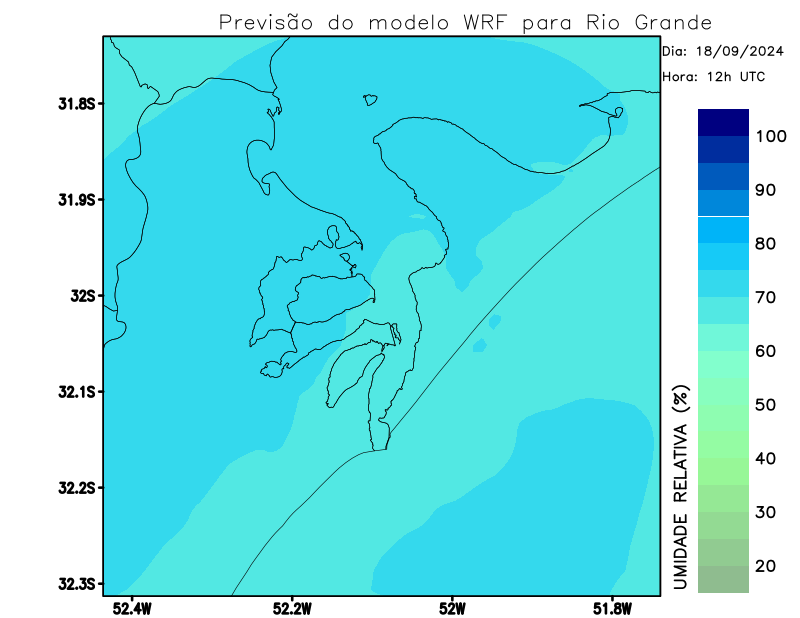 Previsão do modelo WRF para Rio Grande
Dia: 18/09/2024
Hora: 12h UTC
31.8S
31.9S
32S
32.1S
32.2S
32.3S
52.4W
52.2W
52W
51.8W
100
90
80
70
60
50
40
30
20
UMIDADE RELATIVA (%)